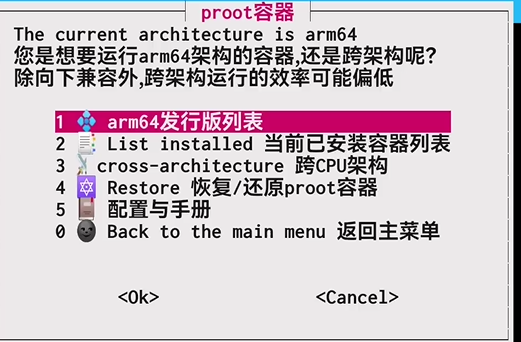 proot容器
The current architecture is arm64
您是想要运行arm64架构的容器,还是跨架构呢?
除向下兼容外,跨架构运行的效率可能偏低
1 💠 arm64发行版列表
2 📑 List installed 当前已安装容器列表
3 🩻cross-architecture 跨CPU架构
4 🔯 Restore 恢复/还原proot容器
5 配置与手册
0 🌚 Back to the main menu 返回主菜单
<Ok> <Cancel>